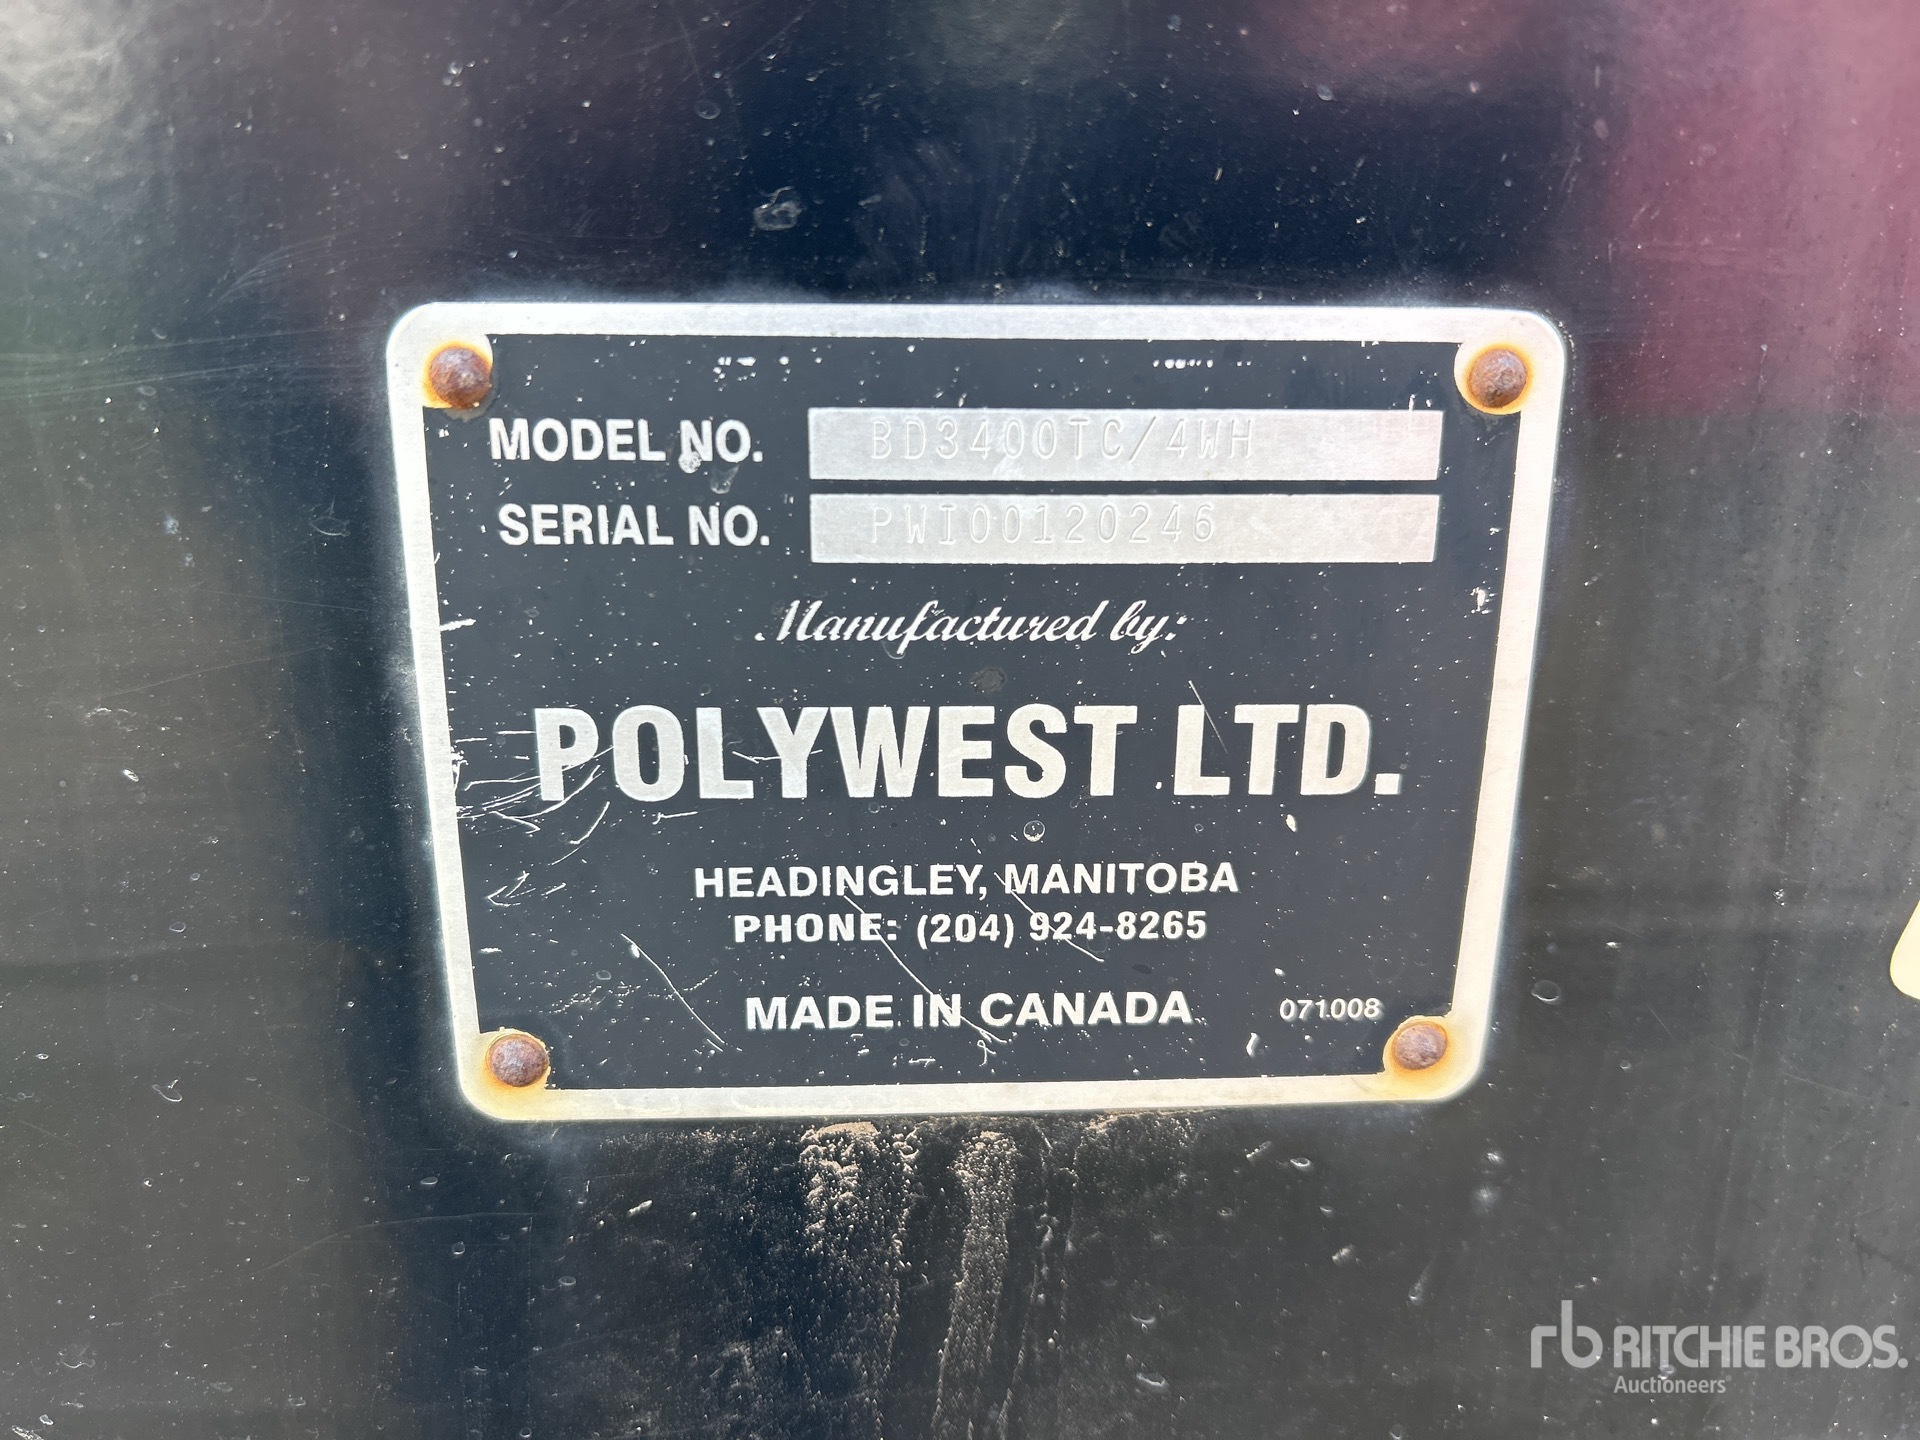 MODEL NO. BD3400TC/4WH
SERIAL NO. PWI00120246
Manufactured by:
POLYWEST LTD.
HEADINGLEY, MANITOBA
PHONE: (204) 924-8265
MADE IN CANADA 071008
rb RITCHIE BROS.
Auctioneers